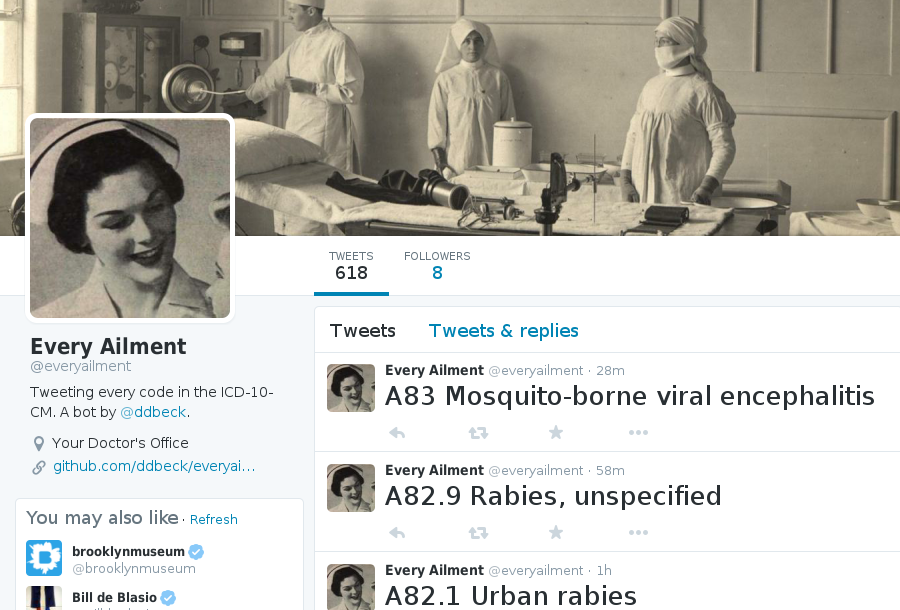 TWEETS
618
FOLLOWERS
8
Every Ailment
@everyailment
Tweeting every code in the ICD-10-
CM. A bot by @ddbeck.
Your Doctor's Office
github.com/ddbeck/everyai...
You may also like · Refresh
brooklynmuseum
@brooklynmuseum
Bill de Blasio
Tweets
Tweets & replies
Every Ailment @everyailment · 28m
A83 Mosquito-borne viral encephalitis
Every Ailment @everyailment · 58m
A82.9 Rabies, unspecified
Every Ailment @everyailment · 1h
A82.1 Urban rabies